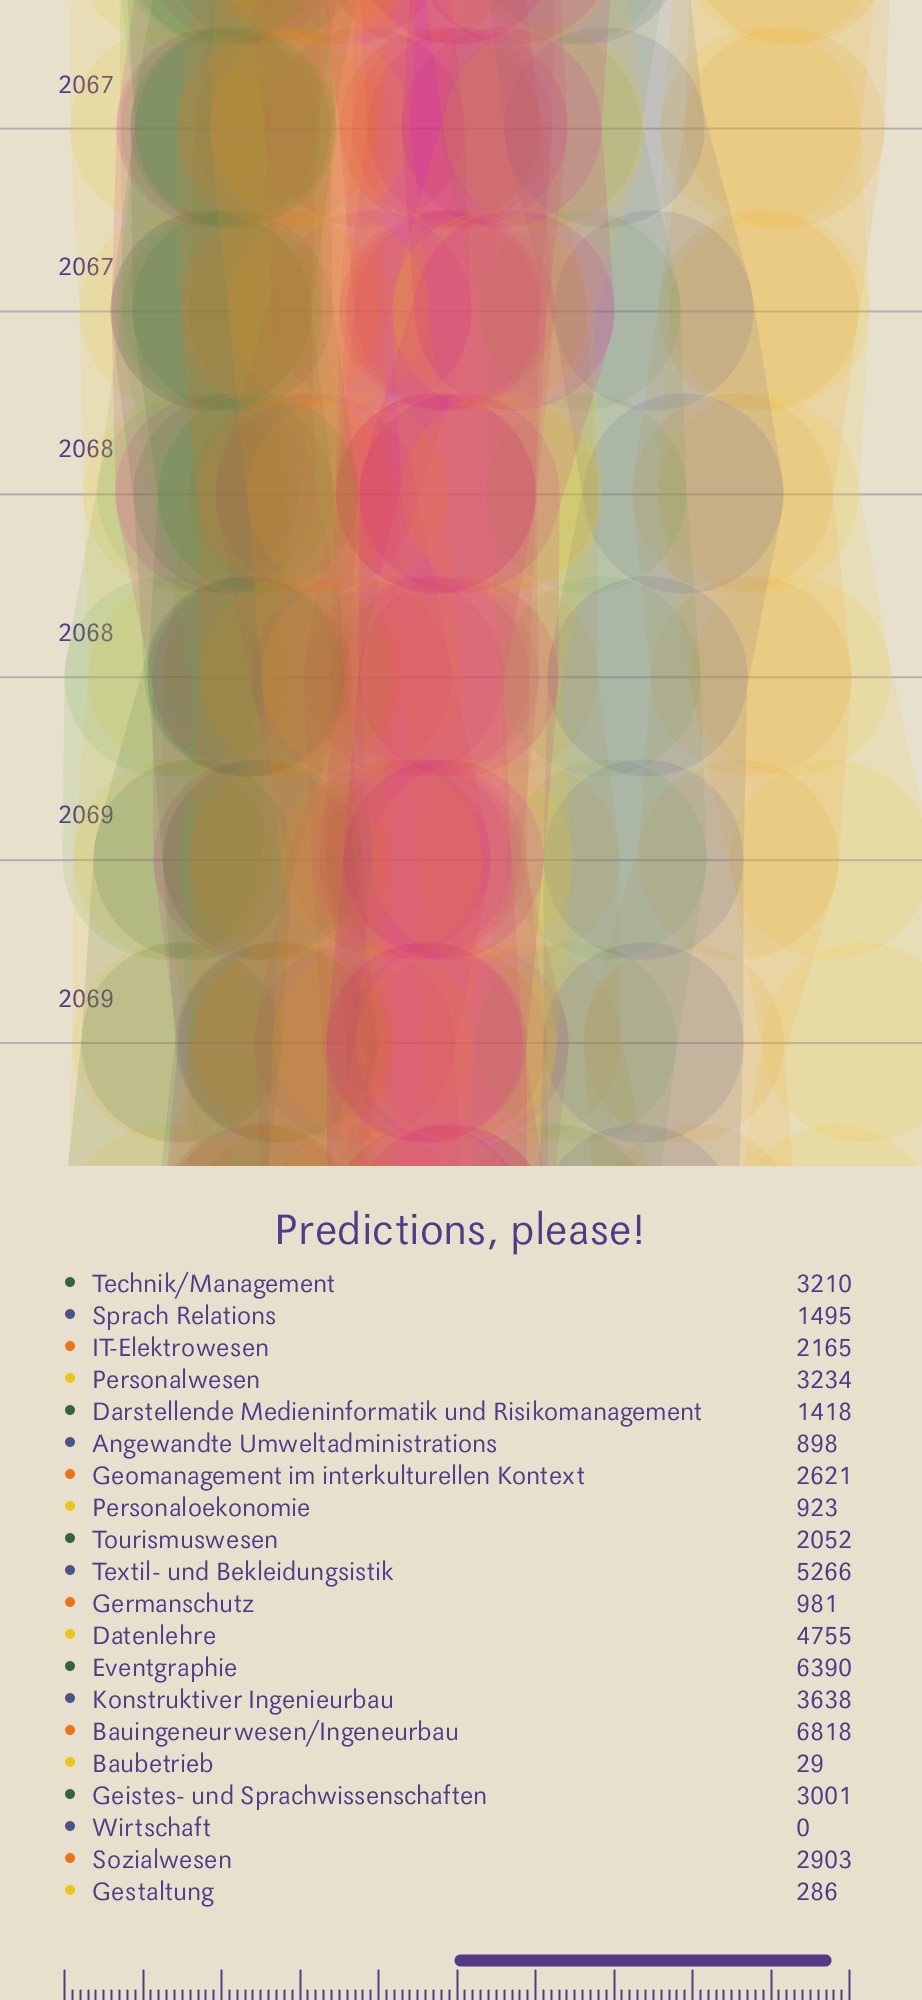 2067
2067
2068
2068
2069
2069
Predictions, please!
Technik/Management 3210
Sprach Relations 1495
IT-Elektrowesen 2165
Personalwesen 3234
Darstellende Medieninformatik und Risikomanagement 1418
Angewandte Umweltadministrations 898
Geomanagement im interkulturellen Kontext 2621
Personaloekonomie 923
Tourismuswesen 2052
Textil- und Bekleidungsistik 5266
Germanschutz 981
Datenlehre 4755
Eventgraphie 6390
Konstruktiver Ingenieurbau 3638
Bauingeneurwesen/Ingeneurbau 6818
Baubetrieb 29
Geistes- und Sprachwissenschaften 3001
Wirtschaft 0
Sozialwesen 2903
Gestaltung 286